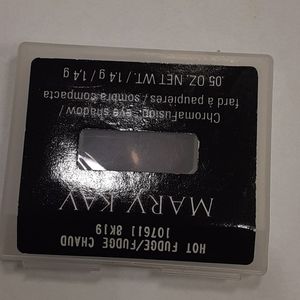 HOT FUDGE/FUDGE CHAUD
107611 8K19
MARY KAY
ChromaFusion™ eye shadow /
fard à paupières / sombra compacta
.05 OZ. NET WT. / 1,4 g / 1.4 g